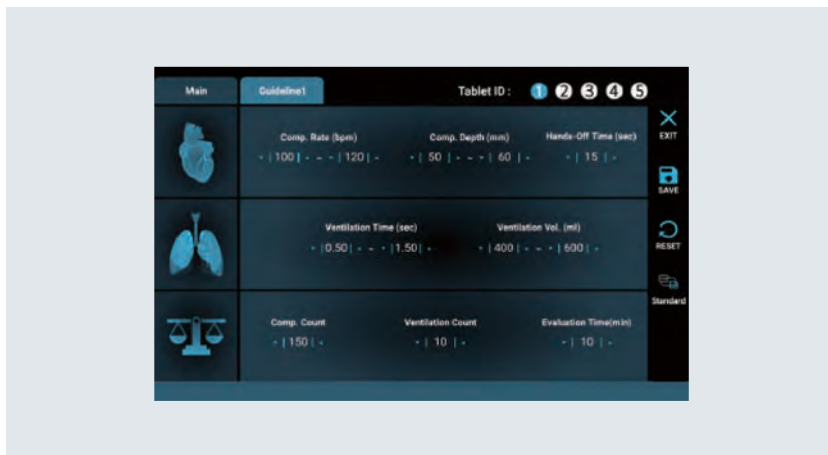 Main Guideline1 Tablet ID : 1 2 3 4 5
EXIT
Comp. Rate (bpm) Comp. Depth (mm) Hands-Off Time (sec)
- | 100 | - ~ - | 120 | - - | 50 | - ~ - | 60 | - - | 15 | -
SAVE
Ventilation Time (sec) Ventilation Vol. (ml)
- | 0.50 | - ~ - | 1.50 | - - | 400 | - ~ - | 600 | -
RESET
Standard
Comp. Count Ventilation Count Evaluation Time(min)
- | 150 | - - | 10 | - - | 10 | -